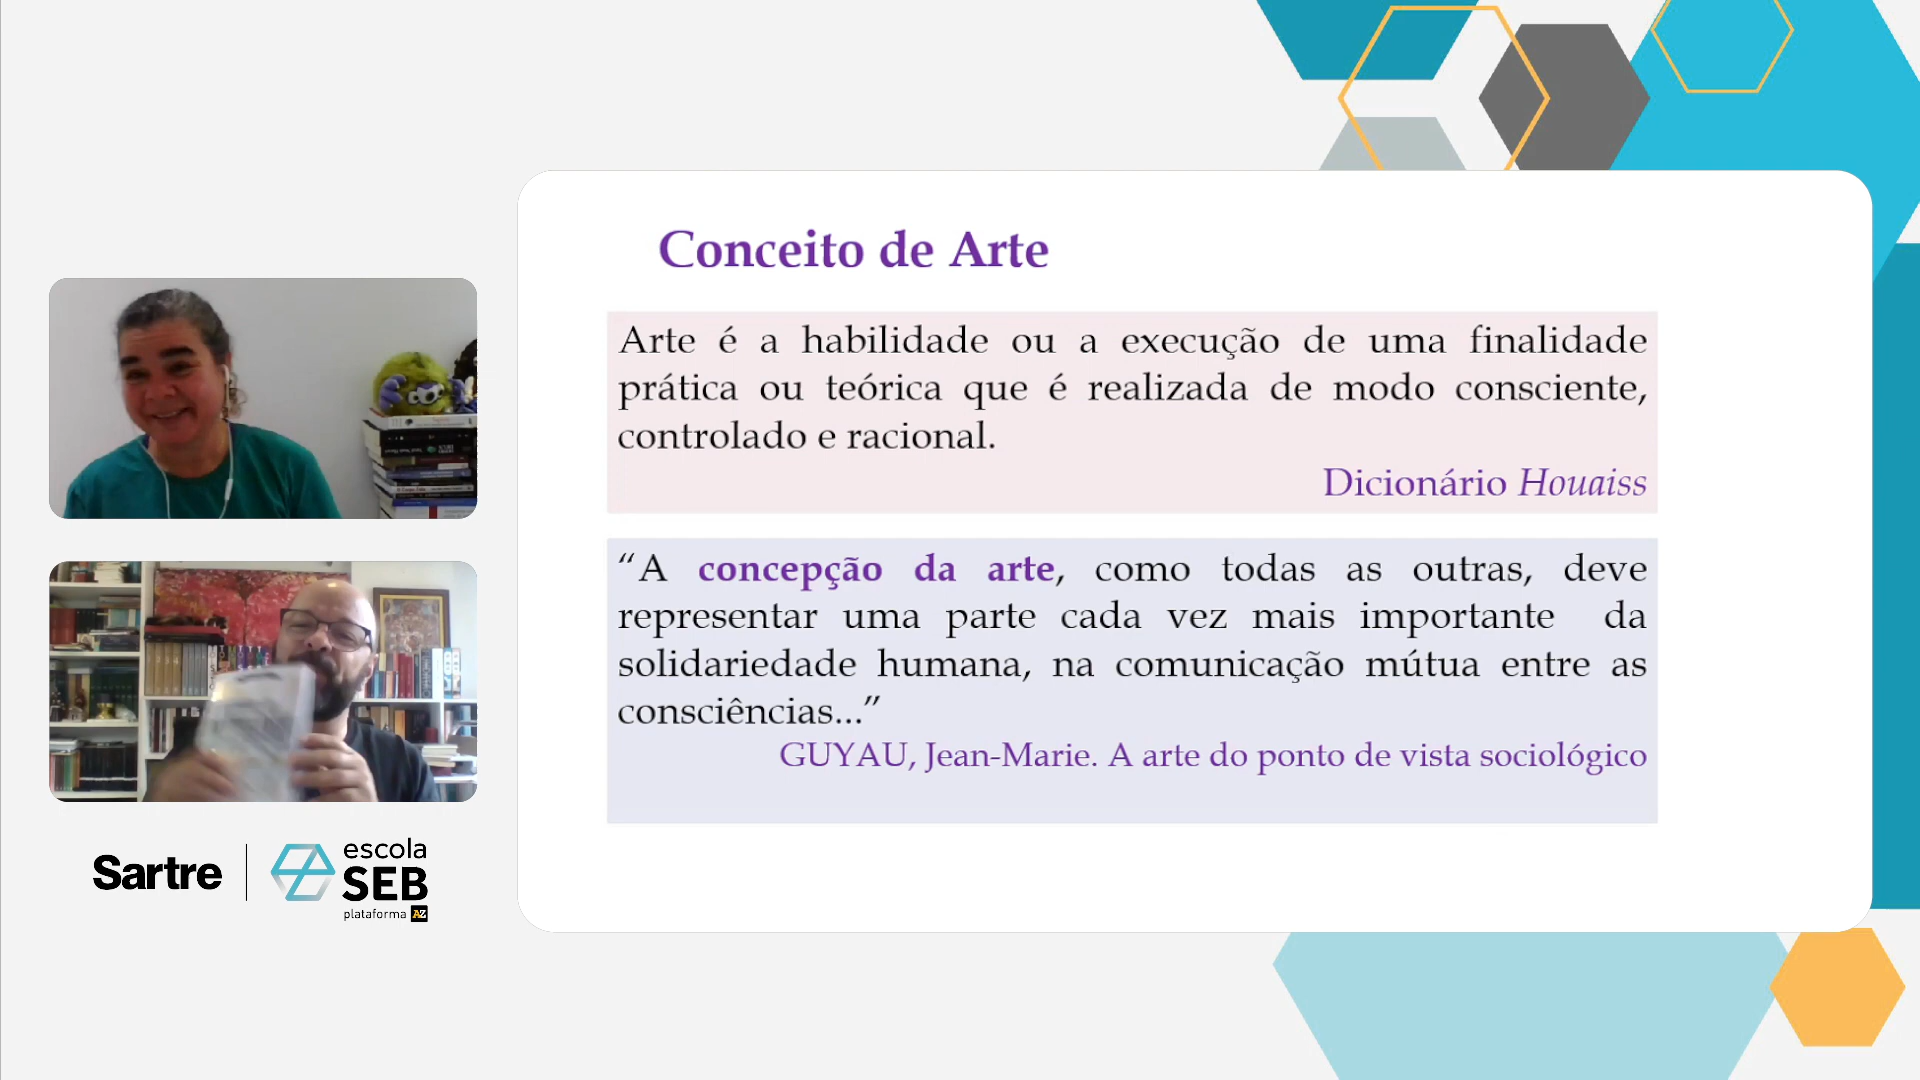 Conceito de Arte
Arte é a habilidade ou a execução de uma finalidade
prática ou teórica que é realizada de modo consciente,
controlado e racional.
Dicionário Houaiss
“A concepção da arte, como todas as outras, deve
representar uma parte cada vez mais importante da
solidariedade humana, na comunicação mútua entre as
consciências...”
GUYAU, Jean-Marie. A arte do ponto de vista sociológico
Sartre
escola
SEB
plataforma AZ